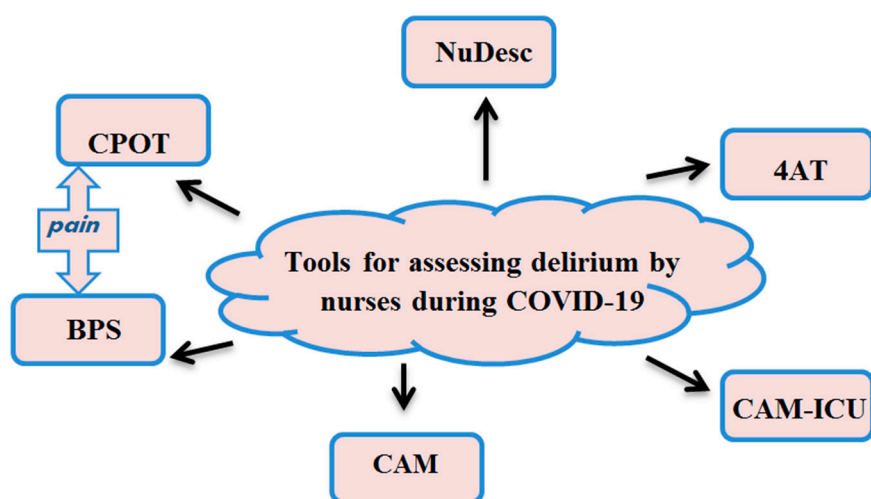 NuDesc
CPOT
4AT
pain
Tools for assessing delirium by
nurses during COVID-19
BPS
CAM-ICU
CAM